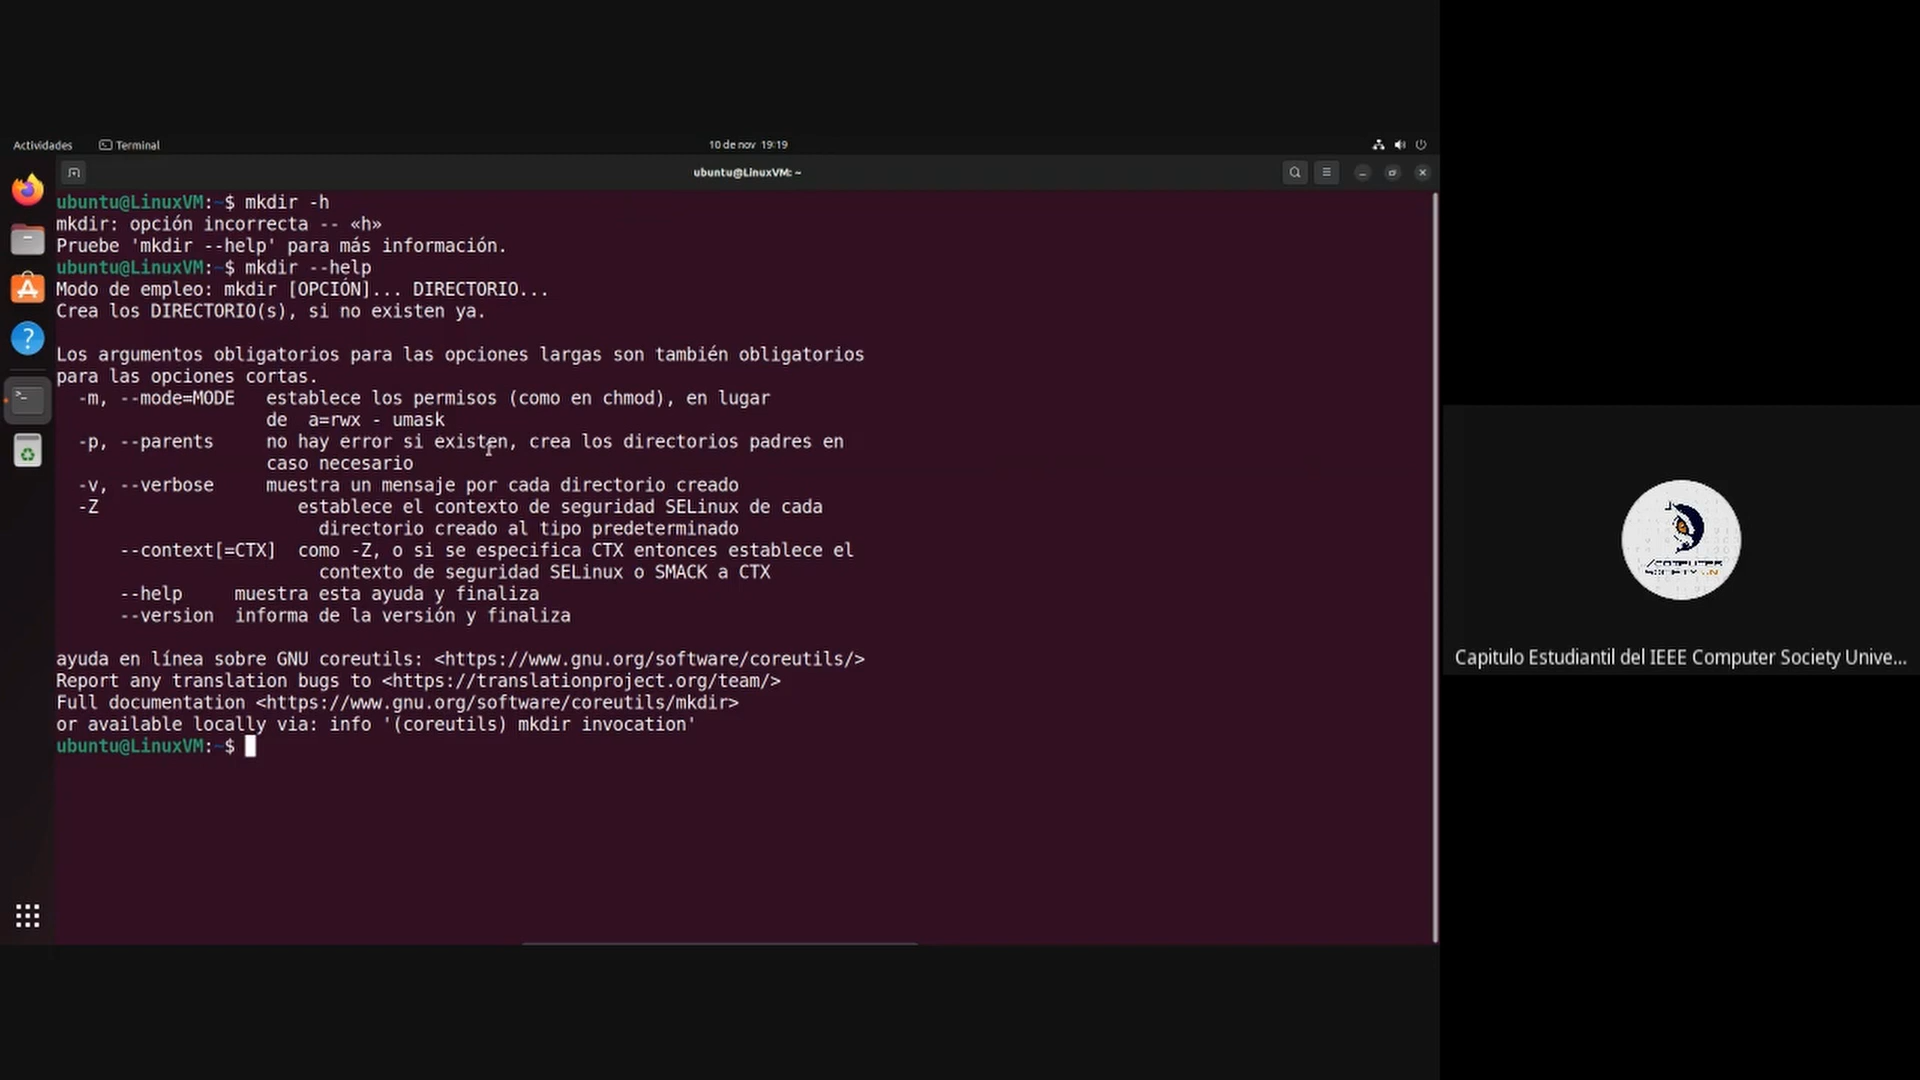 Actividades
Terminal
10 de nov 19:19
ubuntu@LinuxVM: ~
ubuntu@LinuxVM:~$ mkdir -h
mkdir: opción incorrecta -- «h»
Pruebe 'mkdir --help' para más información.
ubuntu@LinuxVM:~$ mkdir --help
Modo de empleo: mkdir [OPCIÓN]... DIRECTORIO...
Crea los DIRECTORIO(s), si no existen ya.
Los argumentos obligatorios para las opciones largas son también obligatorios
para las opciones cortas.
-m, --mode=MODE   establece los permisos (como en chmod), en lugar
de  a=rwx - umask
-p, --parents     no hay error si existen, crea los directorios padres en
caso necesario
-v, --verbose     muestra un mensaje por cada directorio creado
-Z                   establece el contexto de seguridad SELinux de cada
directorio creado al tipo predeterminado
--context[=CTX]  como -Z, o si se especifica CTX entonces establece el
contexto de seguridad SELinux o SMACK a CTX
--help     muestra esta ayuda y finaliza
--version  informa de la versión y finaliza
ayuda en línea sobre GNU coreutils: <https://www.gnu.org/software/coreutils/>
Report any translation bugs to <https://translationproject.org/team/>
Full documentation <https://www.gnu.org/software/coreutils/mkdir>
or available locally via: info '(coreutils) mkdir invocation'
ubuntu@LinuxVM:~$
Capitulo Estudiantil del IEEE Computer Society Unive...